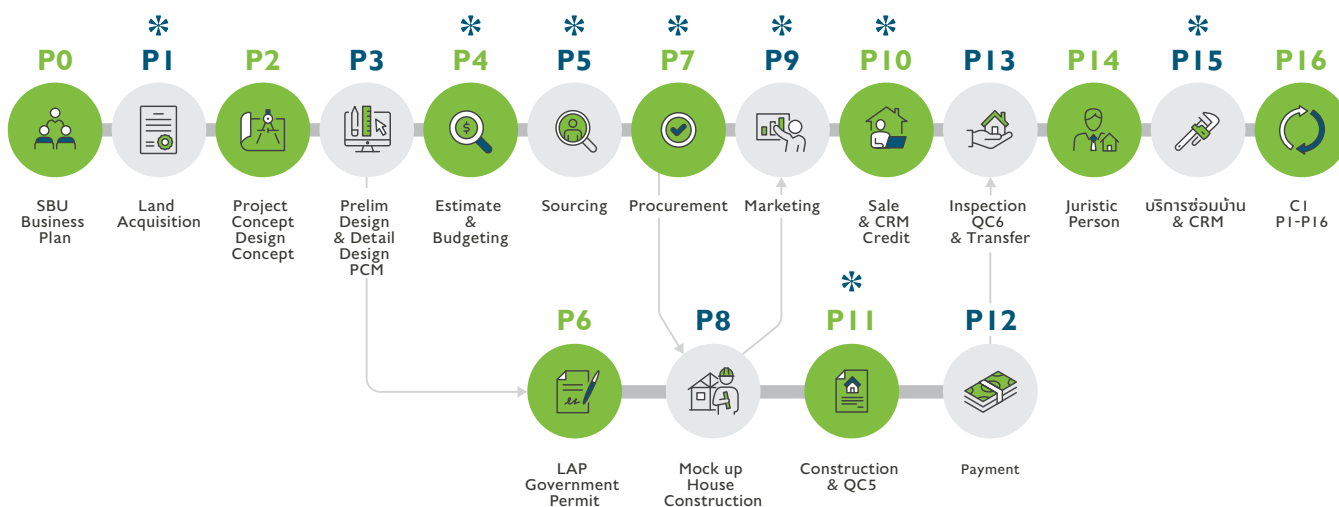 * * * * * * *
P0 P1 P2 P3 P4 P5 P7 P9 P10 P13 P14 P15 P16
$
SBU
Business
Plan
Land
Acquisition
Project
Concept
Design
Concept
Prelim
Design
& Detail
Design
PCM
Estimate
&
Budgeting
Sourcing
Procurement
Marketing
Sale
& CRM
Credit
Inspection
QC6
& Transfer
Juristic
Person
บริการซ่อมบ้าน
& CRM
C1
P1-P16
*
P6 P8 P11 P12
LAP
Government
Permit
Mock up
House
Construction
Construction
& QC5
Payment